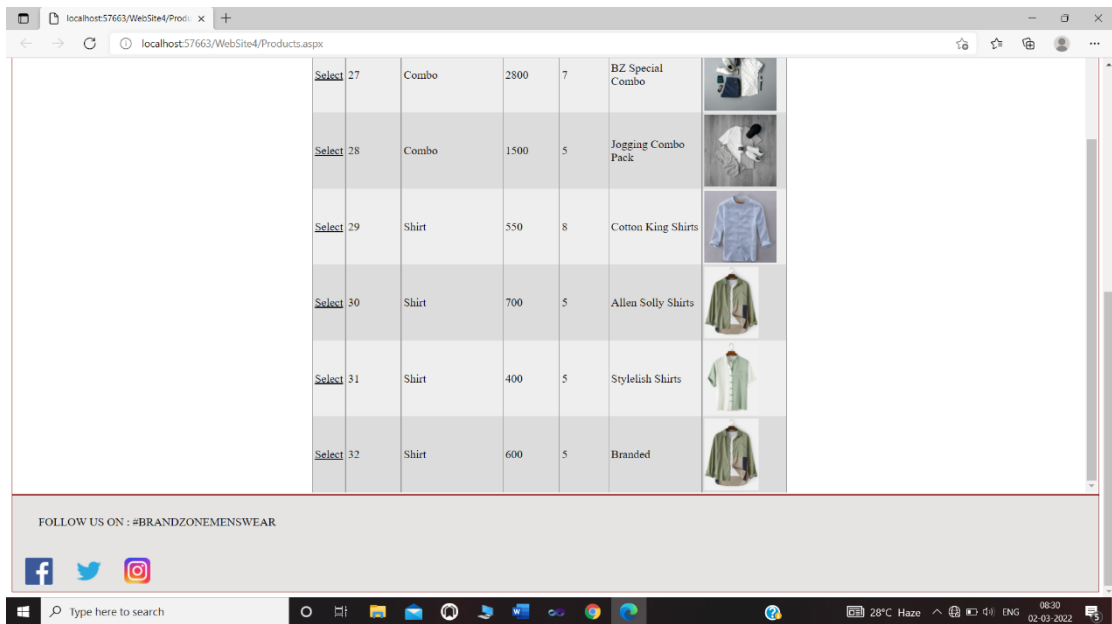 localhost:57663/WebSite4/Produ
localhost:57663/WebSite4/Products.aspx
Select 27 Combo 2800 7 BZ Special
Combo
Select 28 Combo 1500 5 Jogging Combo
Pack
Select 29 Shirt 550 8 Cotton King Shirts
Select 30 Shirt 700 5 Allen Solly Shirts
Select 31 Shirt 400 5 Stylelish Shirts
Select 32 Shirt 600 5 Branded
FOLLOW US ON : #BRANDZONEMENSWEAR
Type here to search
28°C Haze
ENG
08:30
02-03-2022
5